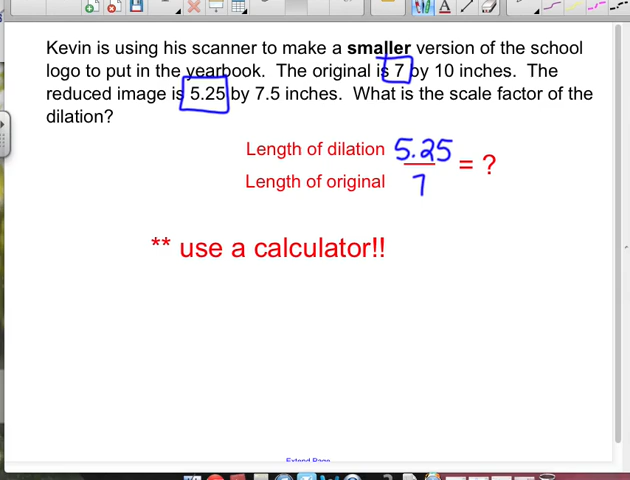 Kevin is using his scanner to make a smaller version of the school
logo to put in the yearbook. The original is 7 by 10 inches. The
reduced image is 5.25 by 7.5 inches. What is the scale factor of the
dilation?
Length of dilation 5.25
= ?
Length of original 7
** use a calculator!!
Extend Page